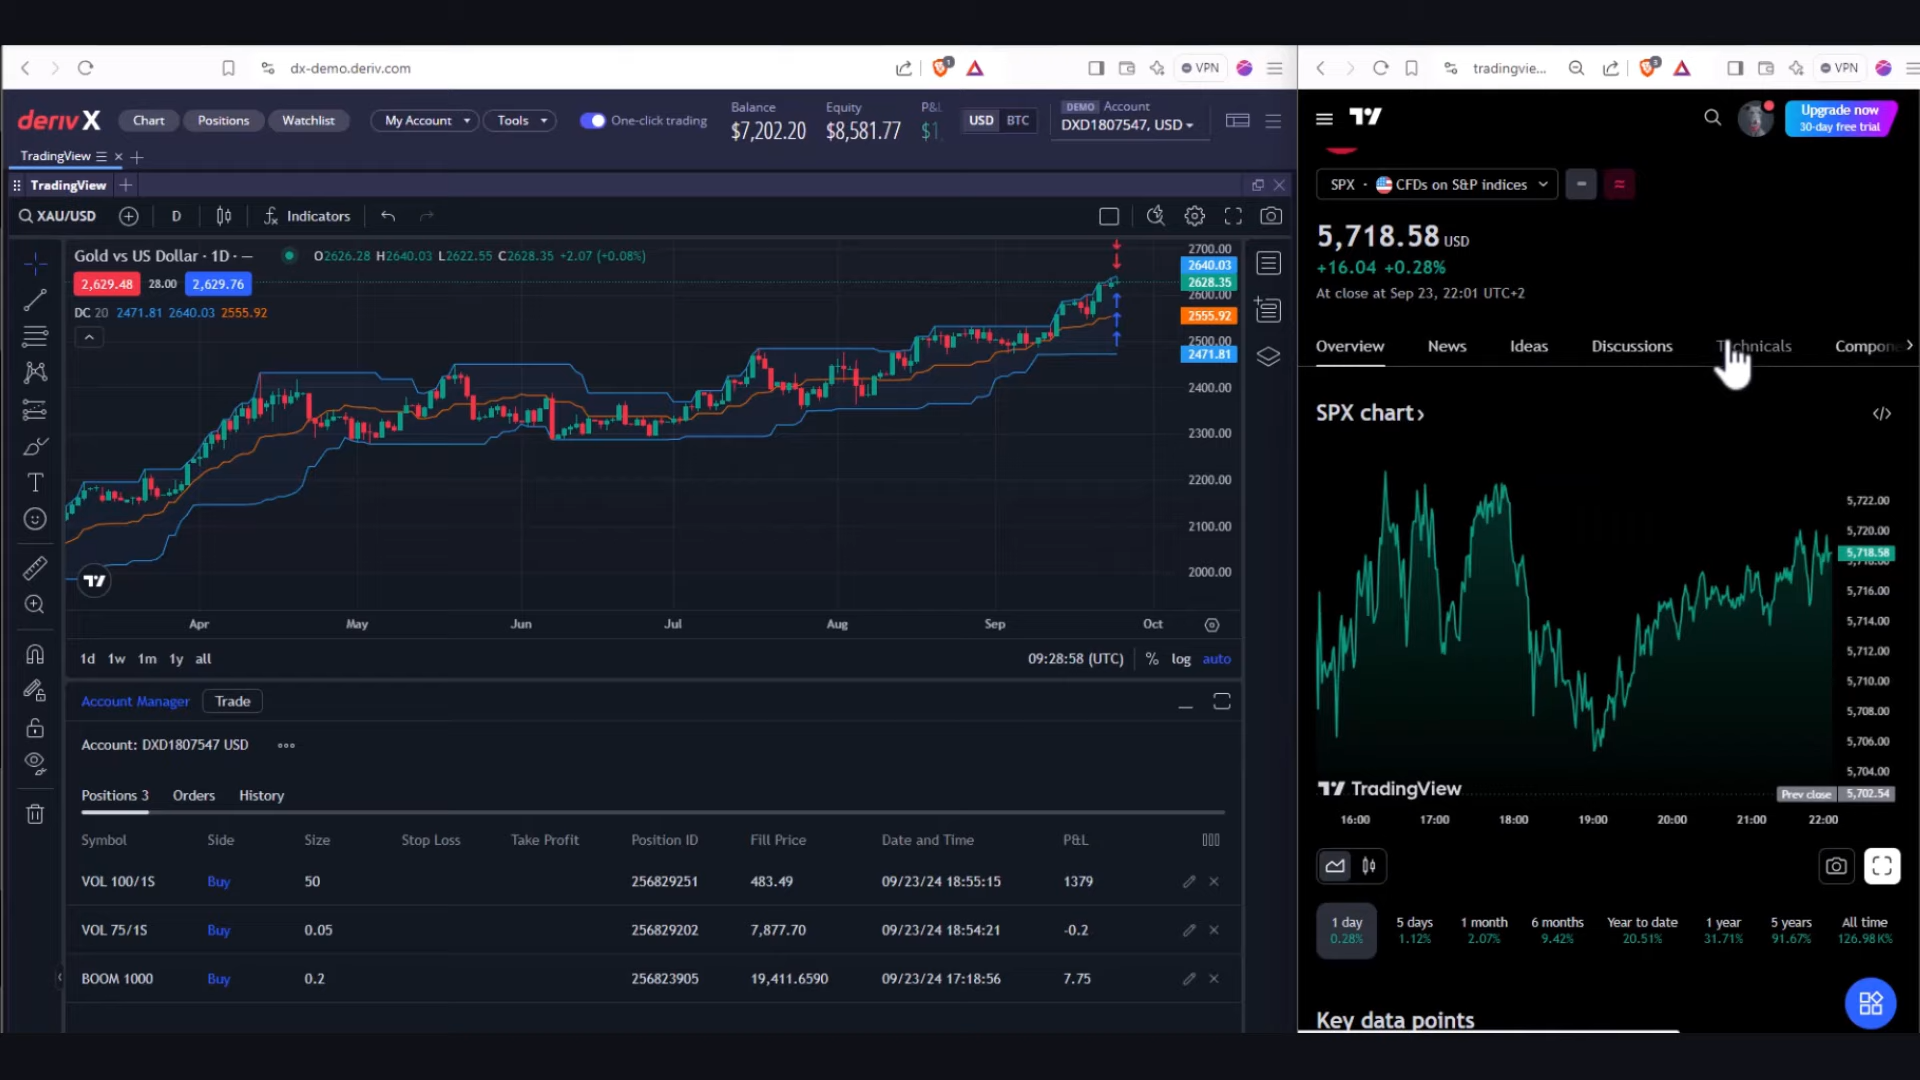 dx-demo.deriv.com
1
VPN
deriv X
Chart
Positions
Watchlist
My Account
Tools
One-click trading
Balance
$7,202.20
Equity
$8,581.77
P&L
USD
BTC
DEMO Account
DXD1807547, USD
TradingView
TradingView
XAU/USD
D
Indicators
Gold vs US Dollar · 1D · —
O2626.28 H2640.03 L2622.55 C2628.35 +2.07 (+0.08%)
2,629.48
28.00
2,629.76
DC 20 2471.81 2640.03 2555.92
2700.00
2640.03
2628.35
2600.00
2555.92
2500.00
2471.81
2400.00
2300.00
2200.00
2100.00
2000.00
Apr
May
Jun
Jul
Aug
Sep
Oct
1d 1w 1m 1y all
09:28:58 (UTC)
% log auto
Account Manager
Trade
Account: DXD1807547 USD
Positions 3
Orders
History
Symbol Side Size Stop Loss Take Profit Position ID Fill Price Date and Time P&L
VOL 100/1S Buy 50 256829251 483.49 09/23/24 18:55:15 1379
VOL 75/1S Buy 0.05 256829202 7,877.70 09/23/24 18:54:21 -0.2
BOOM 1000 Buy 0.2 256823905 19,411.6590 09/23/24 17:18:56 7.75
tradingvie...
3
VPN
Upgrade now
30-day free trial
SPX · CFDs on S&P indices
5,718.58 USD
+16.04 +0.28%
At close at Sep 23, 22:01 UTC+2
Overview
News
Ideas
Discussions
SPX chart
5,722.00
5,720.00
5,718.58
5,716.00
5,714.00
5,712.00
5,710.00
5,708.00
5,706.00
5,704.00
Prev close 5,702.54
TradingView
16:00 17:00 18:00 19:00 20:00 21:00 22:00
1 day 5 days 1 month 6 months Year to date 1 year 5 years All time
0.28% 1.12% 2.07% 9.42% 20.51% 31.71% 91.67% 126.98K%
Key data points